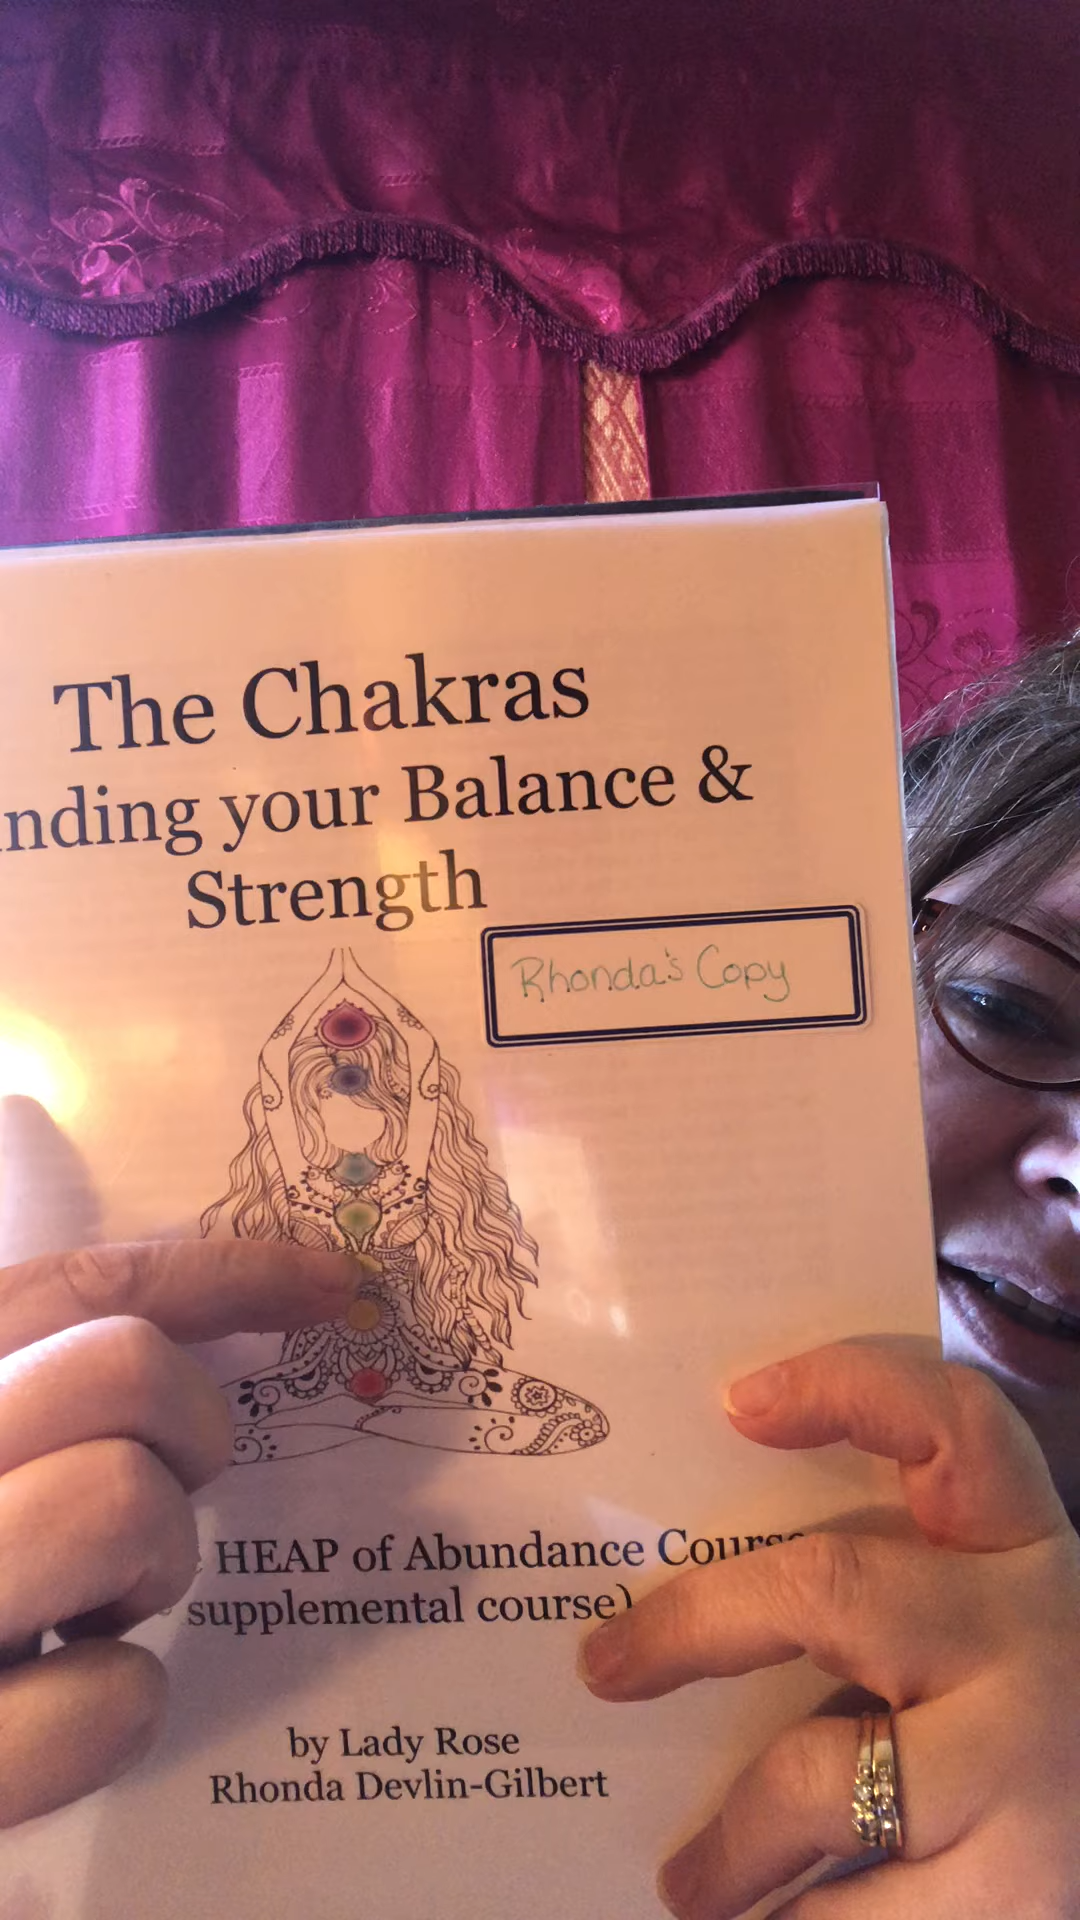 The Chakras
nding your Balance &
Strength
Rhonda's Copy
HEAP of Abundance Course
supplemental course)
by Lady Rose
Rhonda Devlin-Gilbert